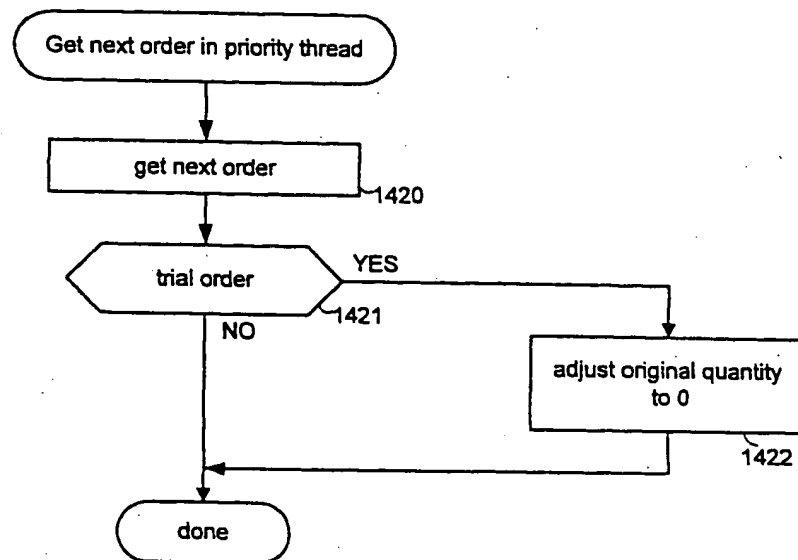 Get next order in priority thread
get next order
1420
trial order
YES
1421
NO
adjust original quantity
to 0
1422
done